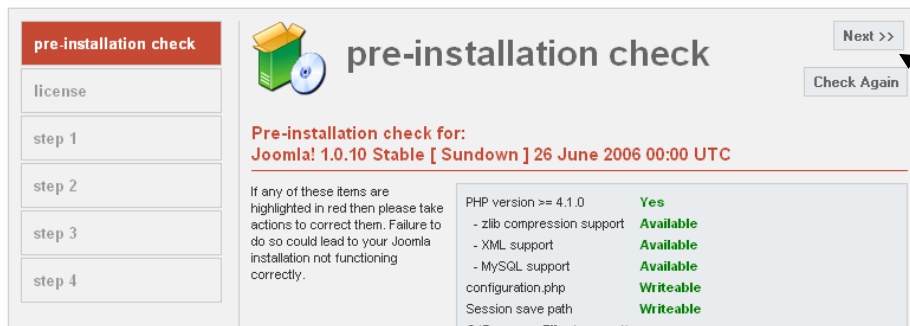 pre-installation check
license
step 1
step 2
step 3
step 4
pre-installation check
Next >>
Check Again
Pre-installation check for:
Joomla! 1.0.10 Stable [ Sundown ] 26 June 2006 00:00 UTC
If any of these items are
highlighted in red then please take
actions to correct them. Failure to
do so could lead to your Joomla
installation not functioning
correctly.
PHP version >= 4.1.0 Yes
- zlib compression support Available
- XML support Available
- MySQL support Available
configuration.php Writeable
Session save path Writeable